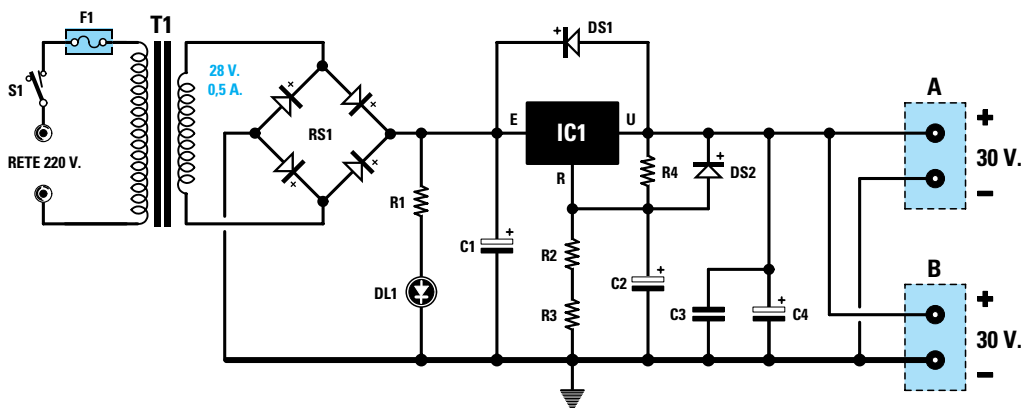 F1
T1
S1
28 V.
0,5 A.
RETE 220 V.
RS1
DS1
E
IC1
U
R
R1
R4
DS2
C1
R2
C2
DL1
R3
C3
C4
A
+
30 V.
−
B
+
30 V.
−
+
+
+
+
+